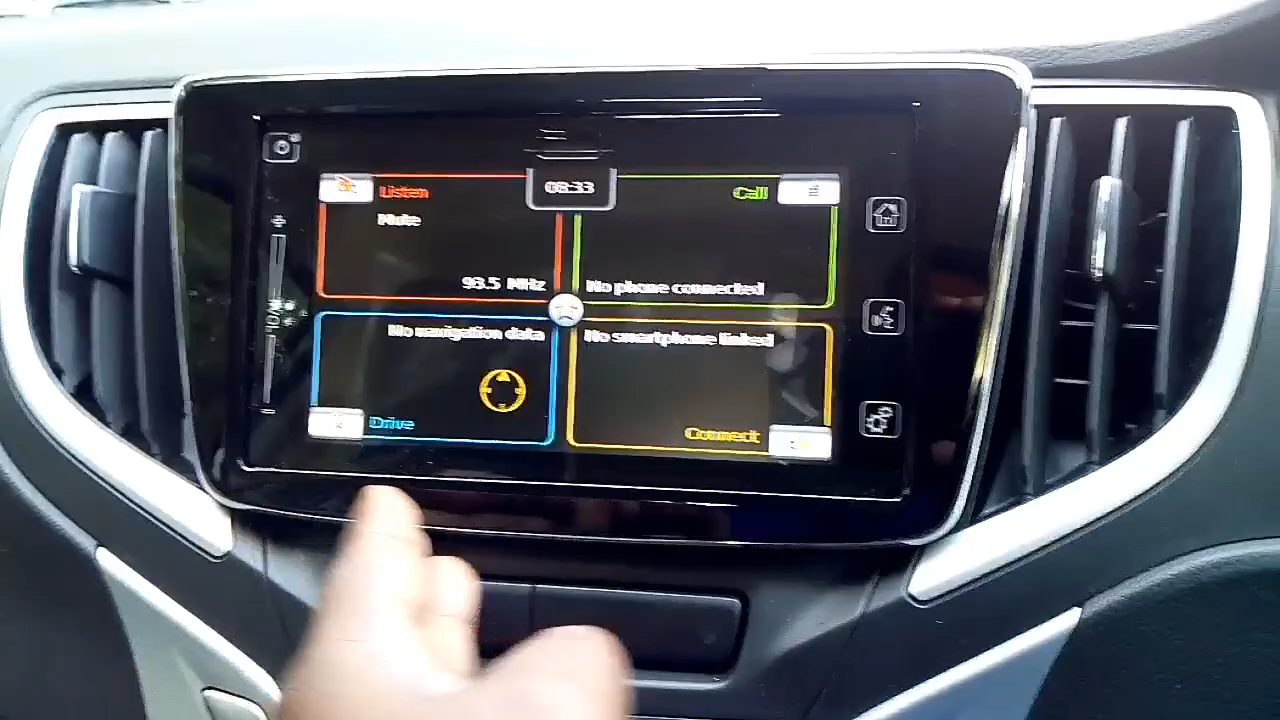 08:33
Listen
Call
Mute
93.5 MHz
No phone connected
VOL
No navigation data
No smartphone linked
Drive
Connect